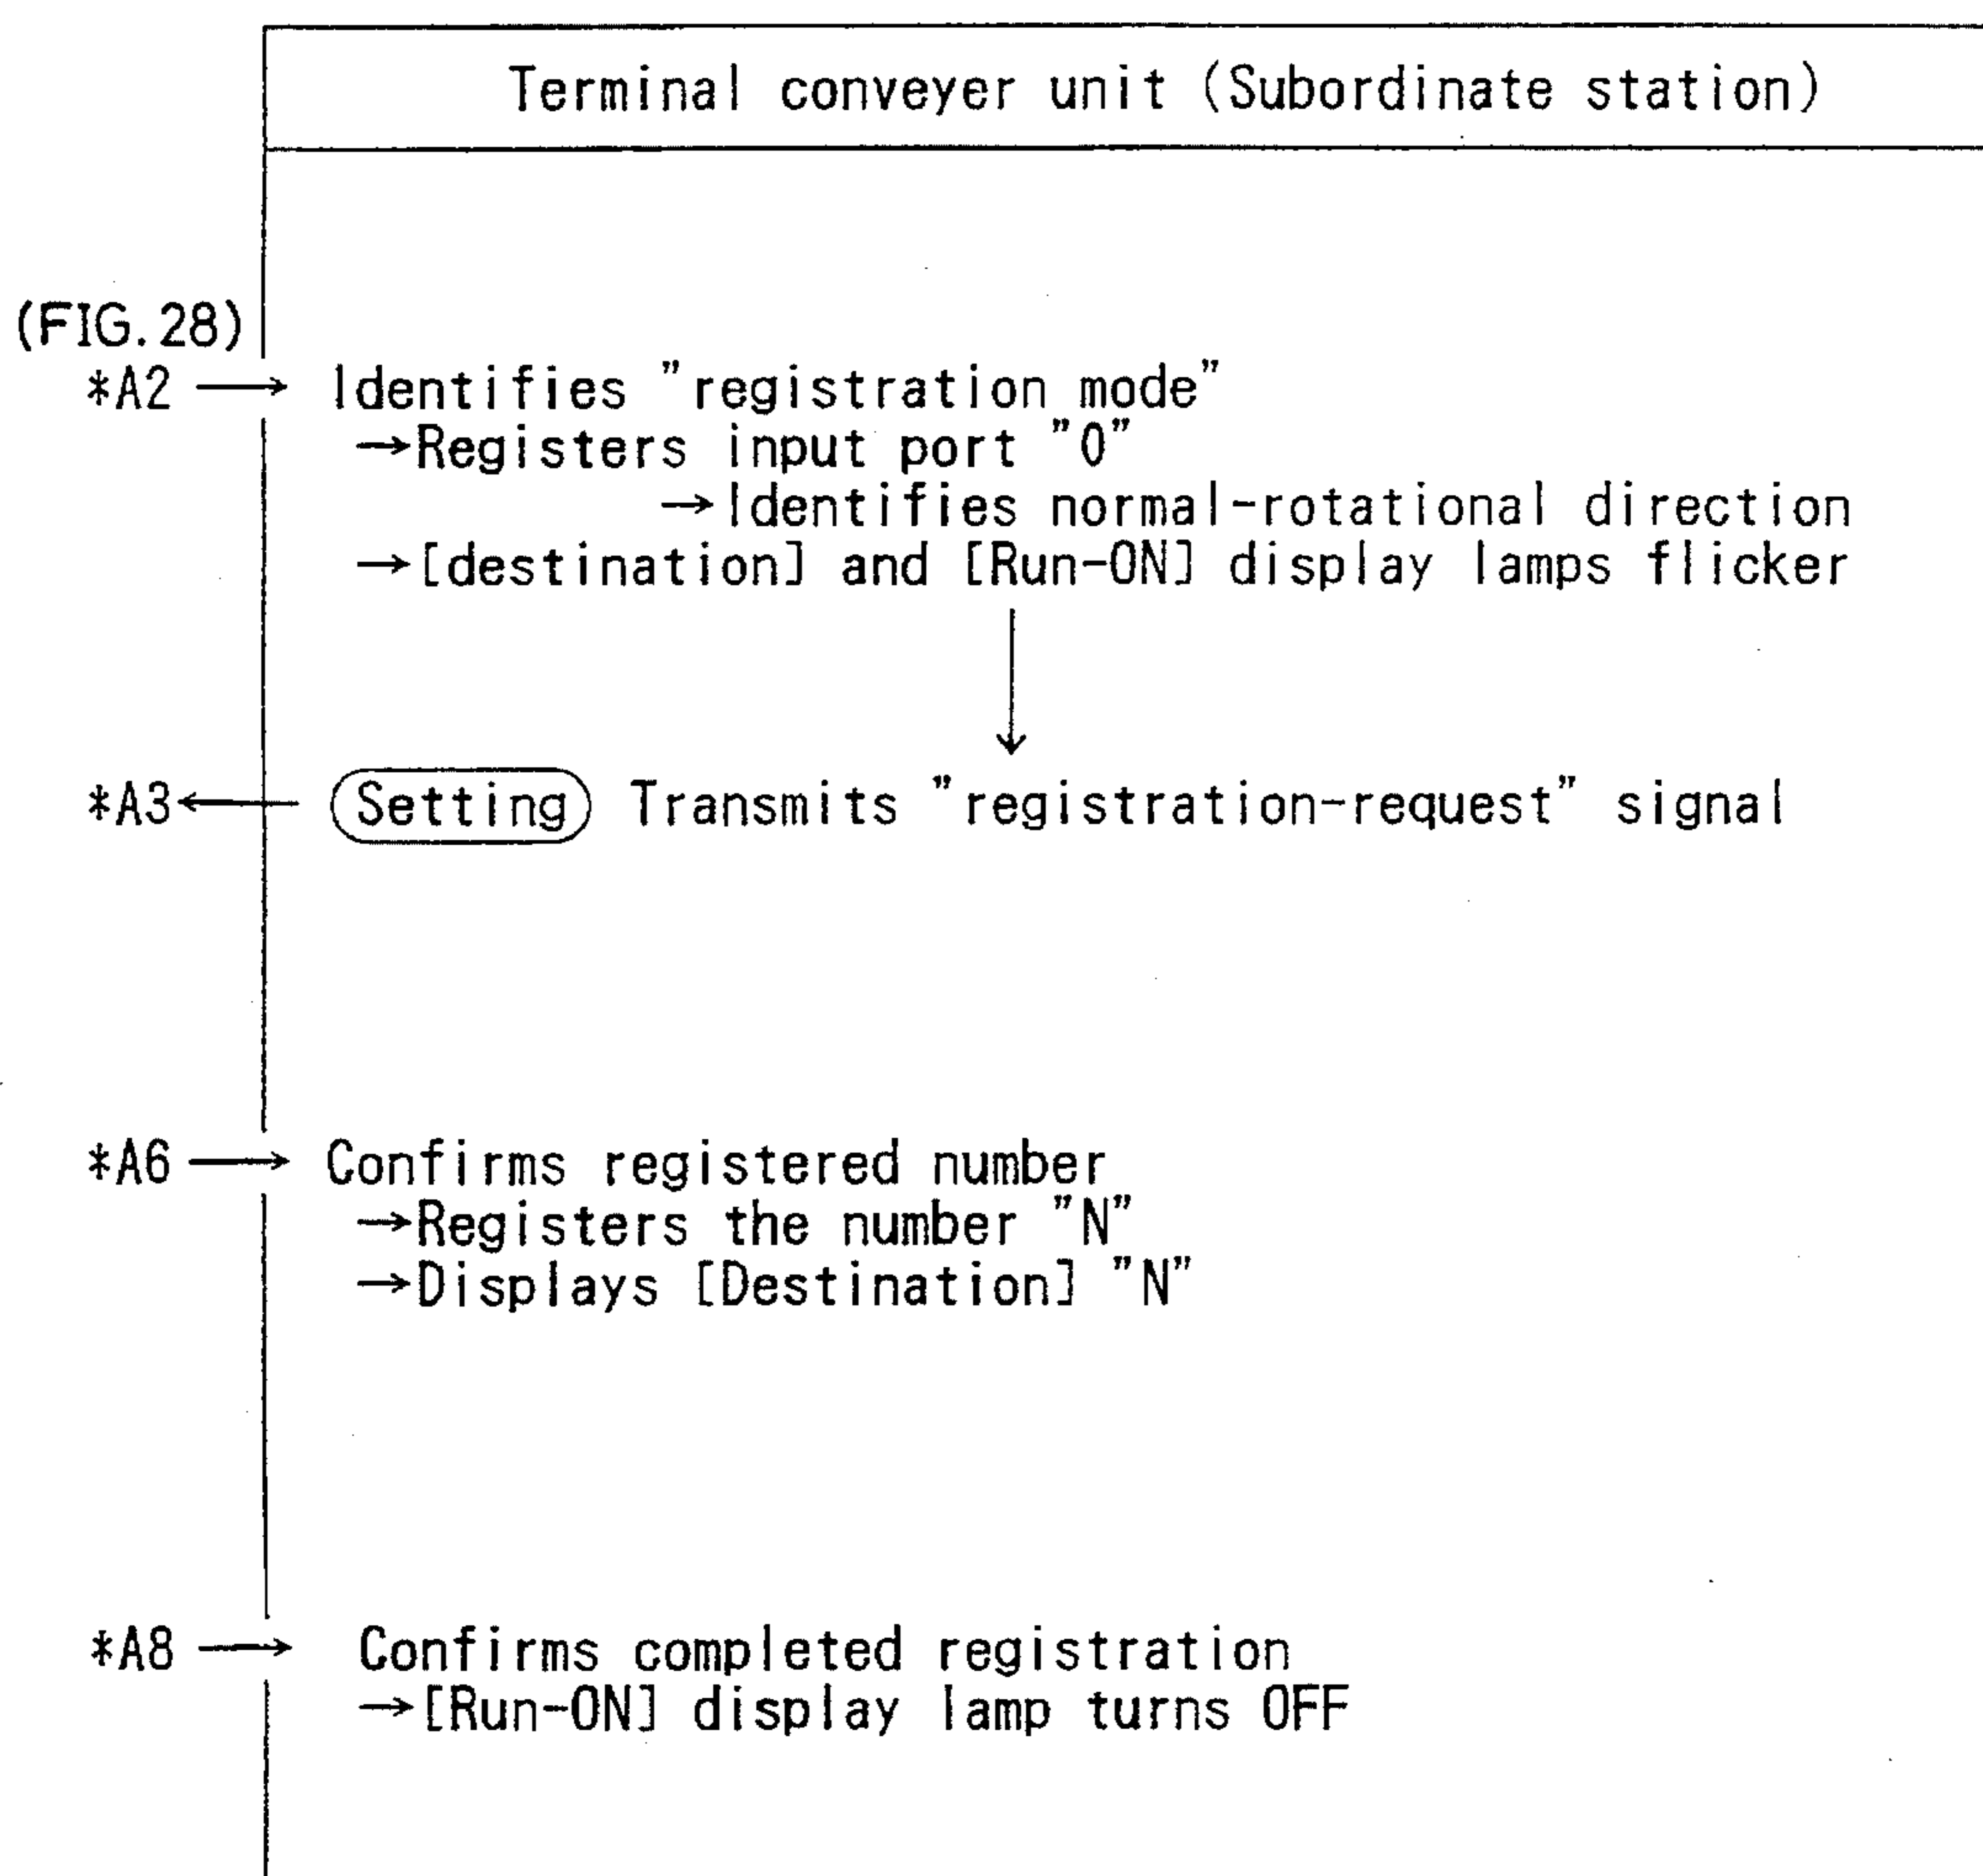 Terminal conveyer unit (Subordinate station)
(FIG.28)
*A2 → Identifies "registration mode"
→Registers input port "0"
→Identifies normal-rotational direction
→[destination] and [Run-ON] display lamps flicker
*A3← Setting Transmits "registration-request" signal
*A6 → Confirms registered number
→Registers the number "N"
→Displays [Destination] "N"
*A8 → Confirms completed registration
→[Run-ON] display lamp turns OFF